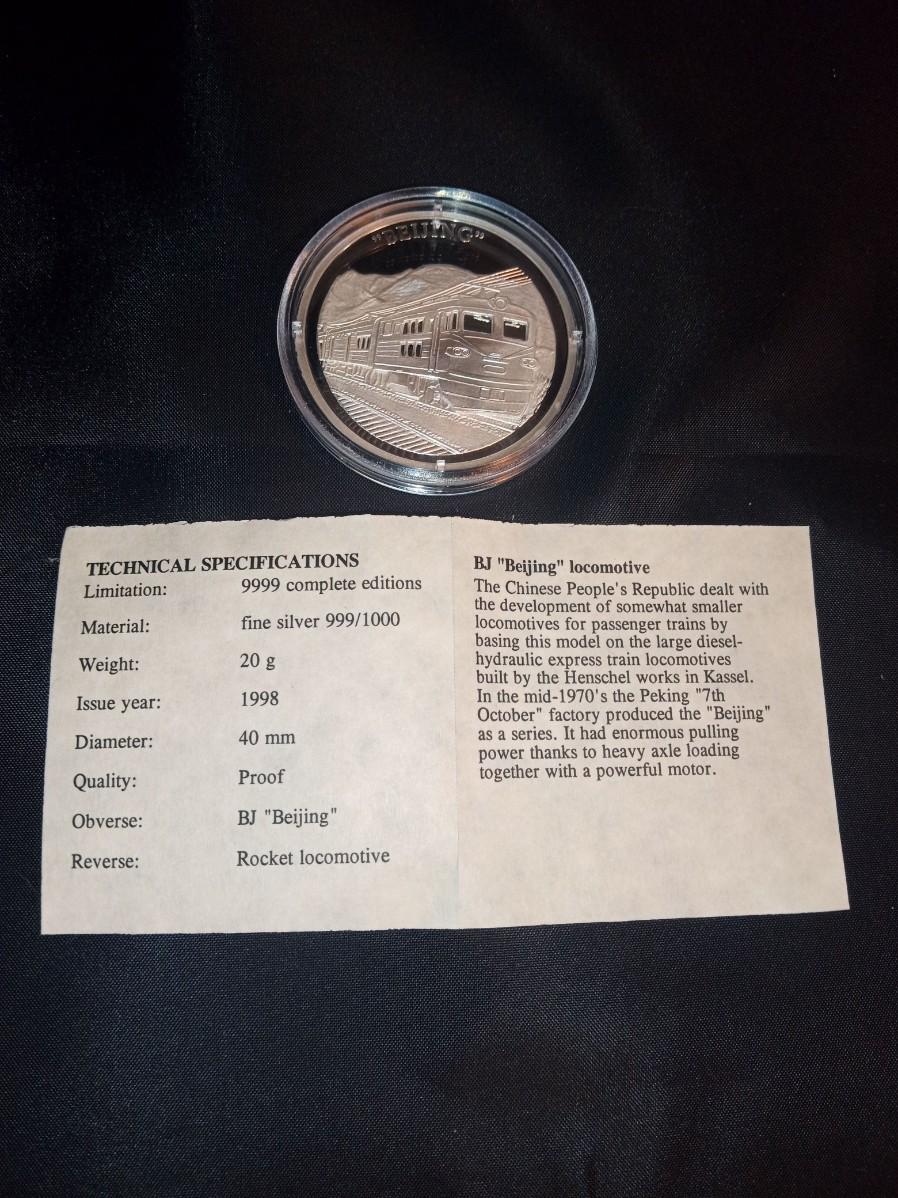 "BEIJING"
TECHNICAL SPECIFICATIONS
Limitation: 9999 complete editions
Material: fine silver 999/1000
Weight: 20 g
Issue year: 1998
Diameter: 40 mm
Quality: Proof
Obverse: BJ "Beijing"
Reverse: Rocket locomotive
BJ "Beijing" locomotive
The Chinese People's Republic dealt with
the development of somewhat smaller
locomotives for passenger trains by
basing this model on the large diesel-
hydraulic express train locomotives
built by the Henschel works in Kassel.
In the mid-1970's the Peking "7th
October" factory produced the "Beijing"
as a series. It had enormous pulling
power thanks to heavy axle loading
together with a powerful motor.